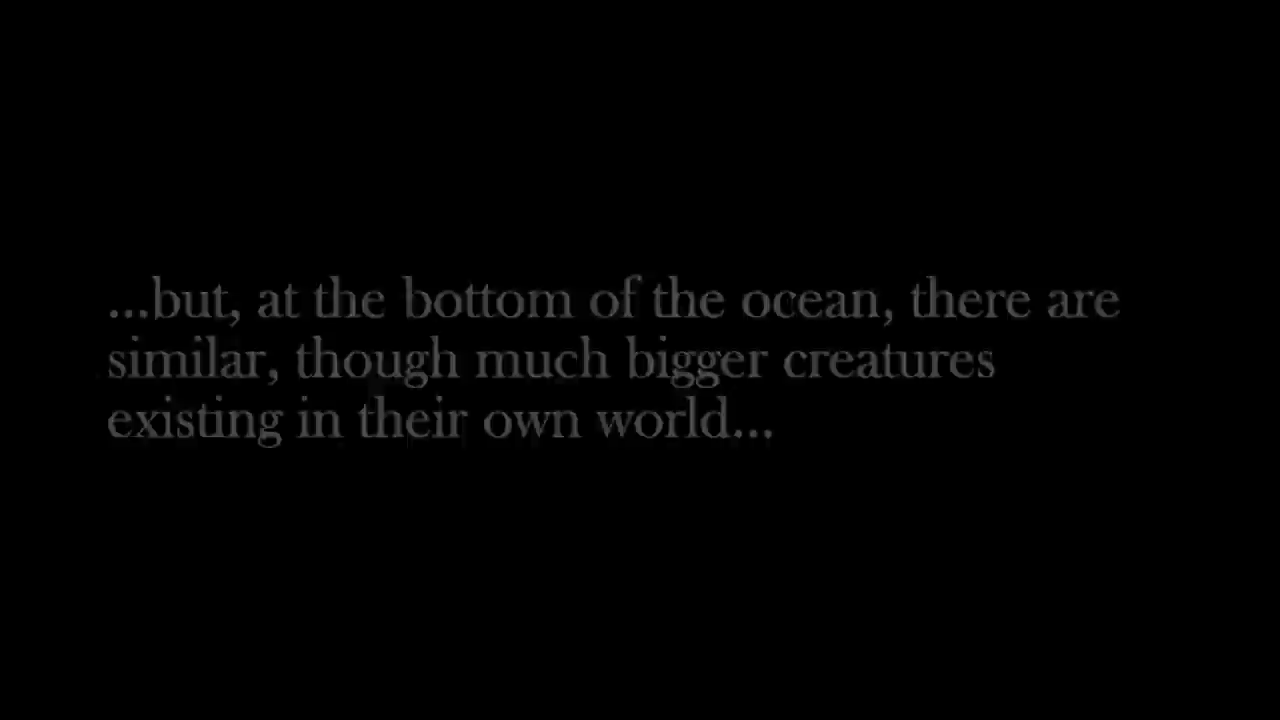 ...but, at the bottom of the ocean, there are
similar, though much bigger creatures
existing in their own world...